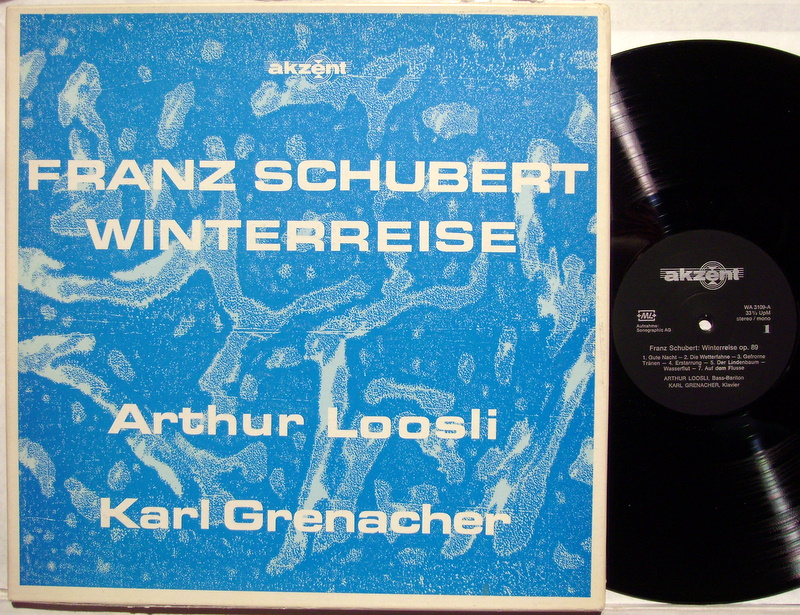 akzent
FRANZ SCHUBERT
WINTERREISE
Arthur Loosli
Karl Grenacher
akzent
WA 3109-A
33⅓ UpM
stereo / mono
Aufnahme:
Sonographic AG
1
Franz Schubert: Winterreise op. 89
1. Gute Nacht – 2. Die Wetterfahne – 3. Gefrorne
Tränen – 4. Erstarrung – 5. Der Lindenbaum –
Wasserflut – 7. Auf dem Flusse
ARTHUR LOOSLI, Bass-Bariton
KARL GRENACHER, Klavier